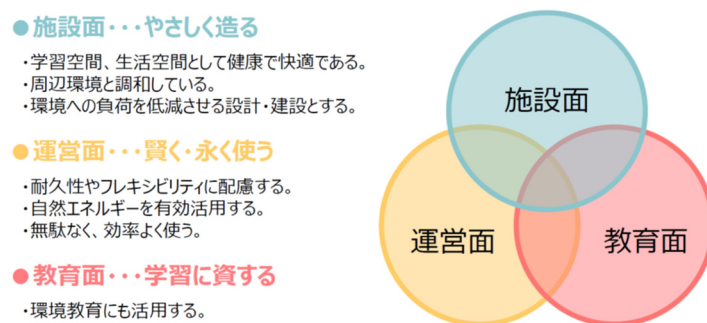 ●施設面・・・やさしく造る
・学習空間、生活空間として健康で快適である。
・周辺環境と調和している。
・環境への負荷を低減させる設計・建設とする。
●運営面・・・賢く・永く使う
・耐久性やフレキシビリティに配慮する。
・自然エネルギーを有効活用する。
・無駄なく、効率よく使う。
●教育面・・・学習に資する
・環境教育にも活用する。
施設面
運営面
教育面